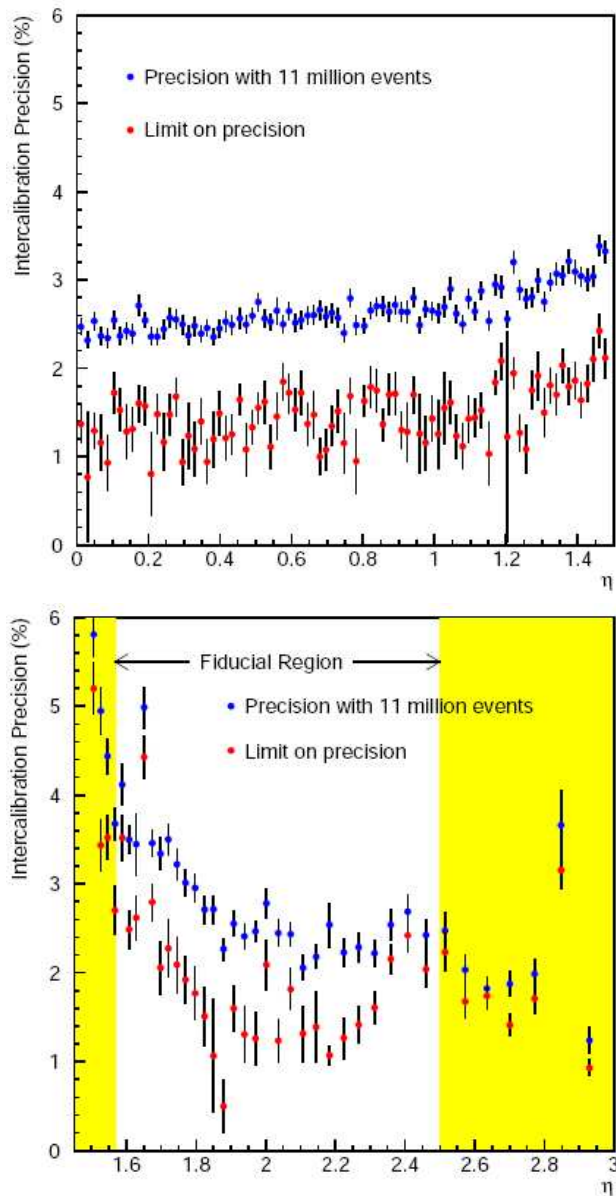 Intercalibration Precision (%)
6
5
4
3
2
1
0
Precision with 11 million events
Limit on precision
0 0.2 0.4 0.6 0.8 1 1.2 1.4
η
Intercalibration Precision (%)
6
5
4
3
2
1
0
Fiducial Region
Precision with 11 million events
Limit on precision
1.6 1.8 2 2.2 2.4 2.6 2.8 3
η